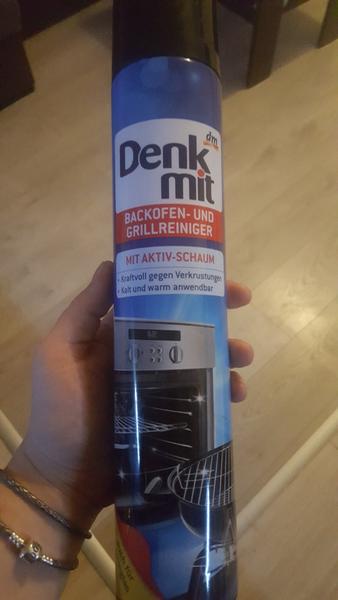 dm
Denk
mit
BACKOFEN- UND
GRILLREINIGER
MIT AKTIV-SCHAUM
• Kraftvoll gegen Verkrustungen
• Kalt und warm anwendbar